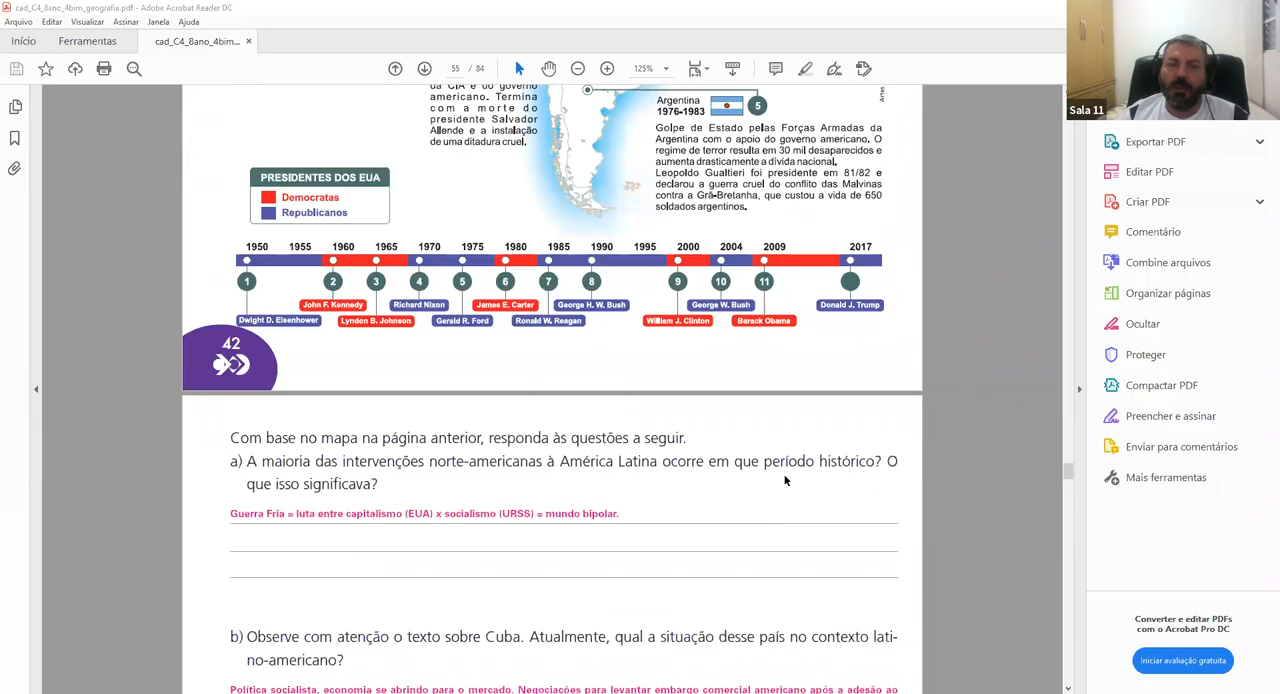 cad_C4_8ano_4bim_geografia.pdf - Adobe Acrobat Reader DC
Arquivo Editar Visualizar Assinar Janela Ajuda
Início Ferramentas cad_C4_8ano_4bim... ×
55 / 84 125%
Sala 11
da CIA e do governo
americano. Termina
com a morte do
presidente Salvador
Allende e a instalação
de uma ditadura cruel.
Argentina
1976-1983
5
Artes
Golpe de Estado pelas Forças Armadas da
Argentina com o apoio do governo americano. O
regime de terror resulta em 30 mil desaparecidos e
aumenta drasticamente a dívida nacional.
Leopoldo Gualtieri foi presidente em 81/82 e
declarou a guerra cruel do conflito das Malvinas
contra a Grã-Bretanha, que custou a vida de 650
soldados argentinos.
PRESIDENTES DOS EUA
Democratas
Republicanos
1950 1955 1960 1965 1970 1975 1980 1985 1990 1995 2000 2004 2009 2017
1 2 3 4 5 6 7 8 9 10 11
John F. Kennedy Richard Nixon James E. Carter George H. W. Bush George W. Bush Donald J. Trump
Dwight D. Eisenhower Lyndon B. Johnson Gerald R. Ford Ronald W. Reagan William J. Clinton Barack Obama
42
Com base no mapa na página anterior, responda às questões a seguir.
a) A maioria das intervenções norte-americanas à América Latina ocorre em que período histórico? O
que isso significava?
Guerra Fria = luta entre capitalismo (EUA) x socialismo (URSS) = mundo bipolar.
b) Observe com atenção o texto sobre Cuba. Atualmente, qual a situação desse país no contexto lati-
no-americano?
Política socialista, economia se abrindo para o mercado. Negociações para levantar embargo comercial americano após a adesão ao
Exportar PDF
Editar PDF
Criar PDF
Comentário
Combine arquivos
Organizar páginas
Ocultar
Proteger
Compactar PDF
Preencher e assinar
Enviar para comentários
Mais ferramentas
Converter e editar PDFs
com o Acrobat Pro DC
Iniciar avaliação gratuita